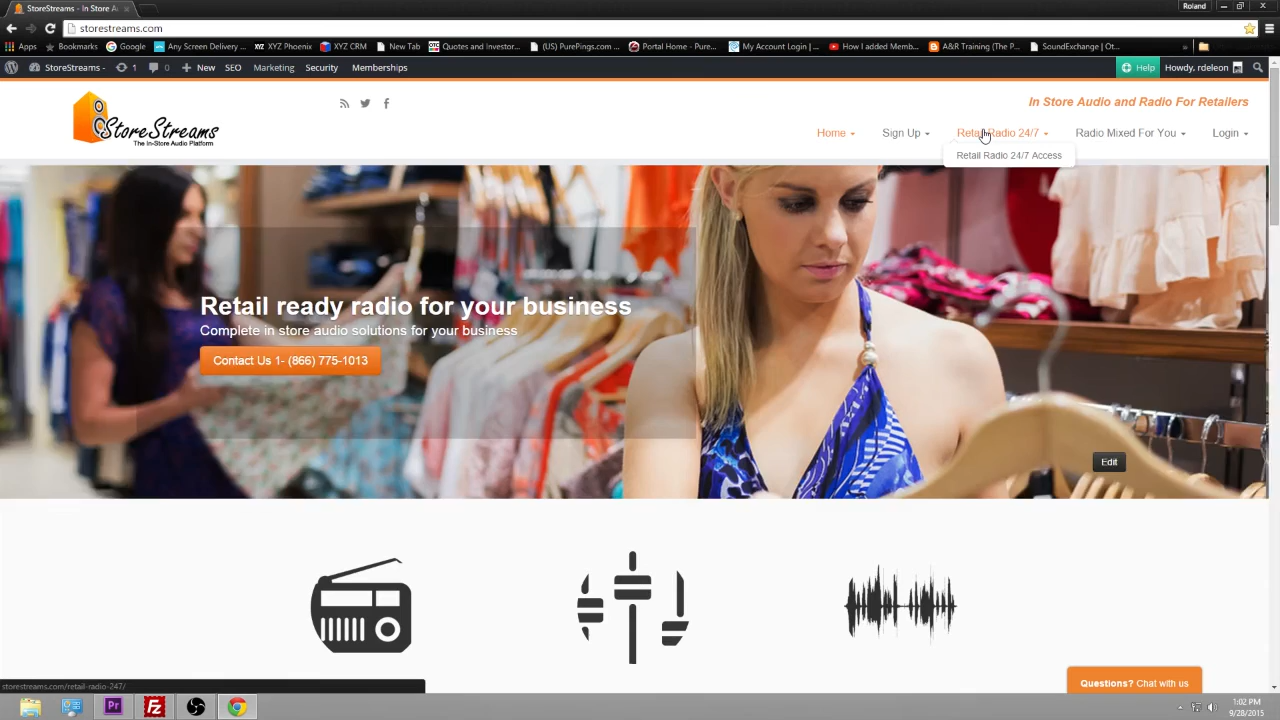 StoreStreams - In Store A
Roland
storestreams.com
Apps
Bookmarks
Google
Any Screen Delivery ...
XYZ XYZ Phoenix
XYZ CRM
New Tab
Quotes and Investor...
(US) PurePings.com ...
Portal Home - Pure...
My Account Login |...
How I added Memb...
A&R Training (The P...
SoundExchange | Ot...
»
StoreStreams -
1
0
+ New
SEO
Marketing
Security
Memberships
Help
Howdy, rdeleon
StoreStreams
The In-Store Audio Platform
In Store Audio and Radio For Retailers
Home
Sign Up
Retail Radio 24/7
Radio Mixed For You
Login
Retail Radio 24/7 Access
Retail ready radio for your business
Complete in store audio solutions for your business
Contact Us 1- (866) 775-1013
Edit
storestreams.com/retail-radio-247/
Questions? Chat with us
Pr
Fz
1:02 PM
9/28/2015